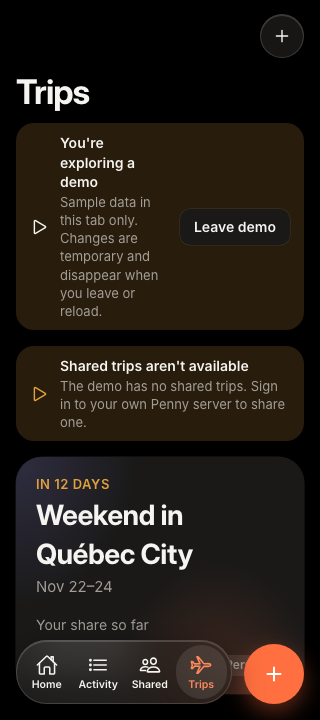 Trips
You're
exploring a
demo
Sample data in
this tab only.
Changes are
temporary and
disappear when
you leave or
reload.
Leave demo
Shared trips aren't available
The demo has no shared trips. Sign
in to your own Penny server to share
one.
IN 12 DAYS
Weekend in
Québec City
Nov 22–24
Your share so far
Home
Activity
Shared
Trips